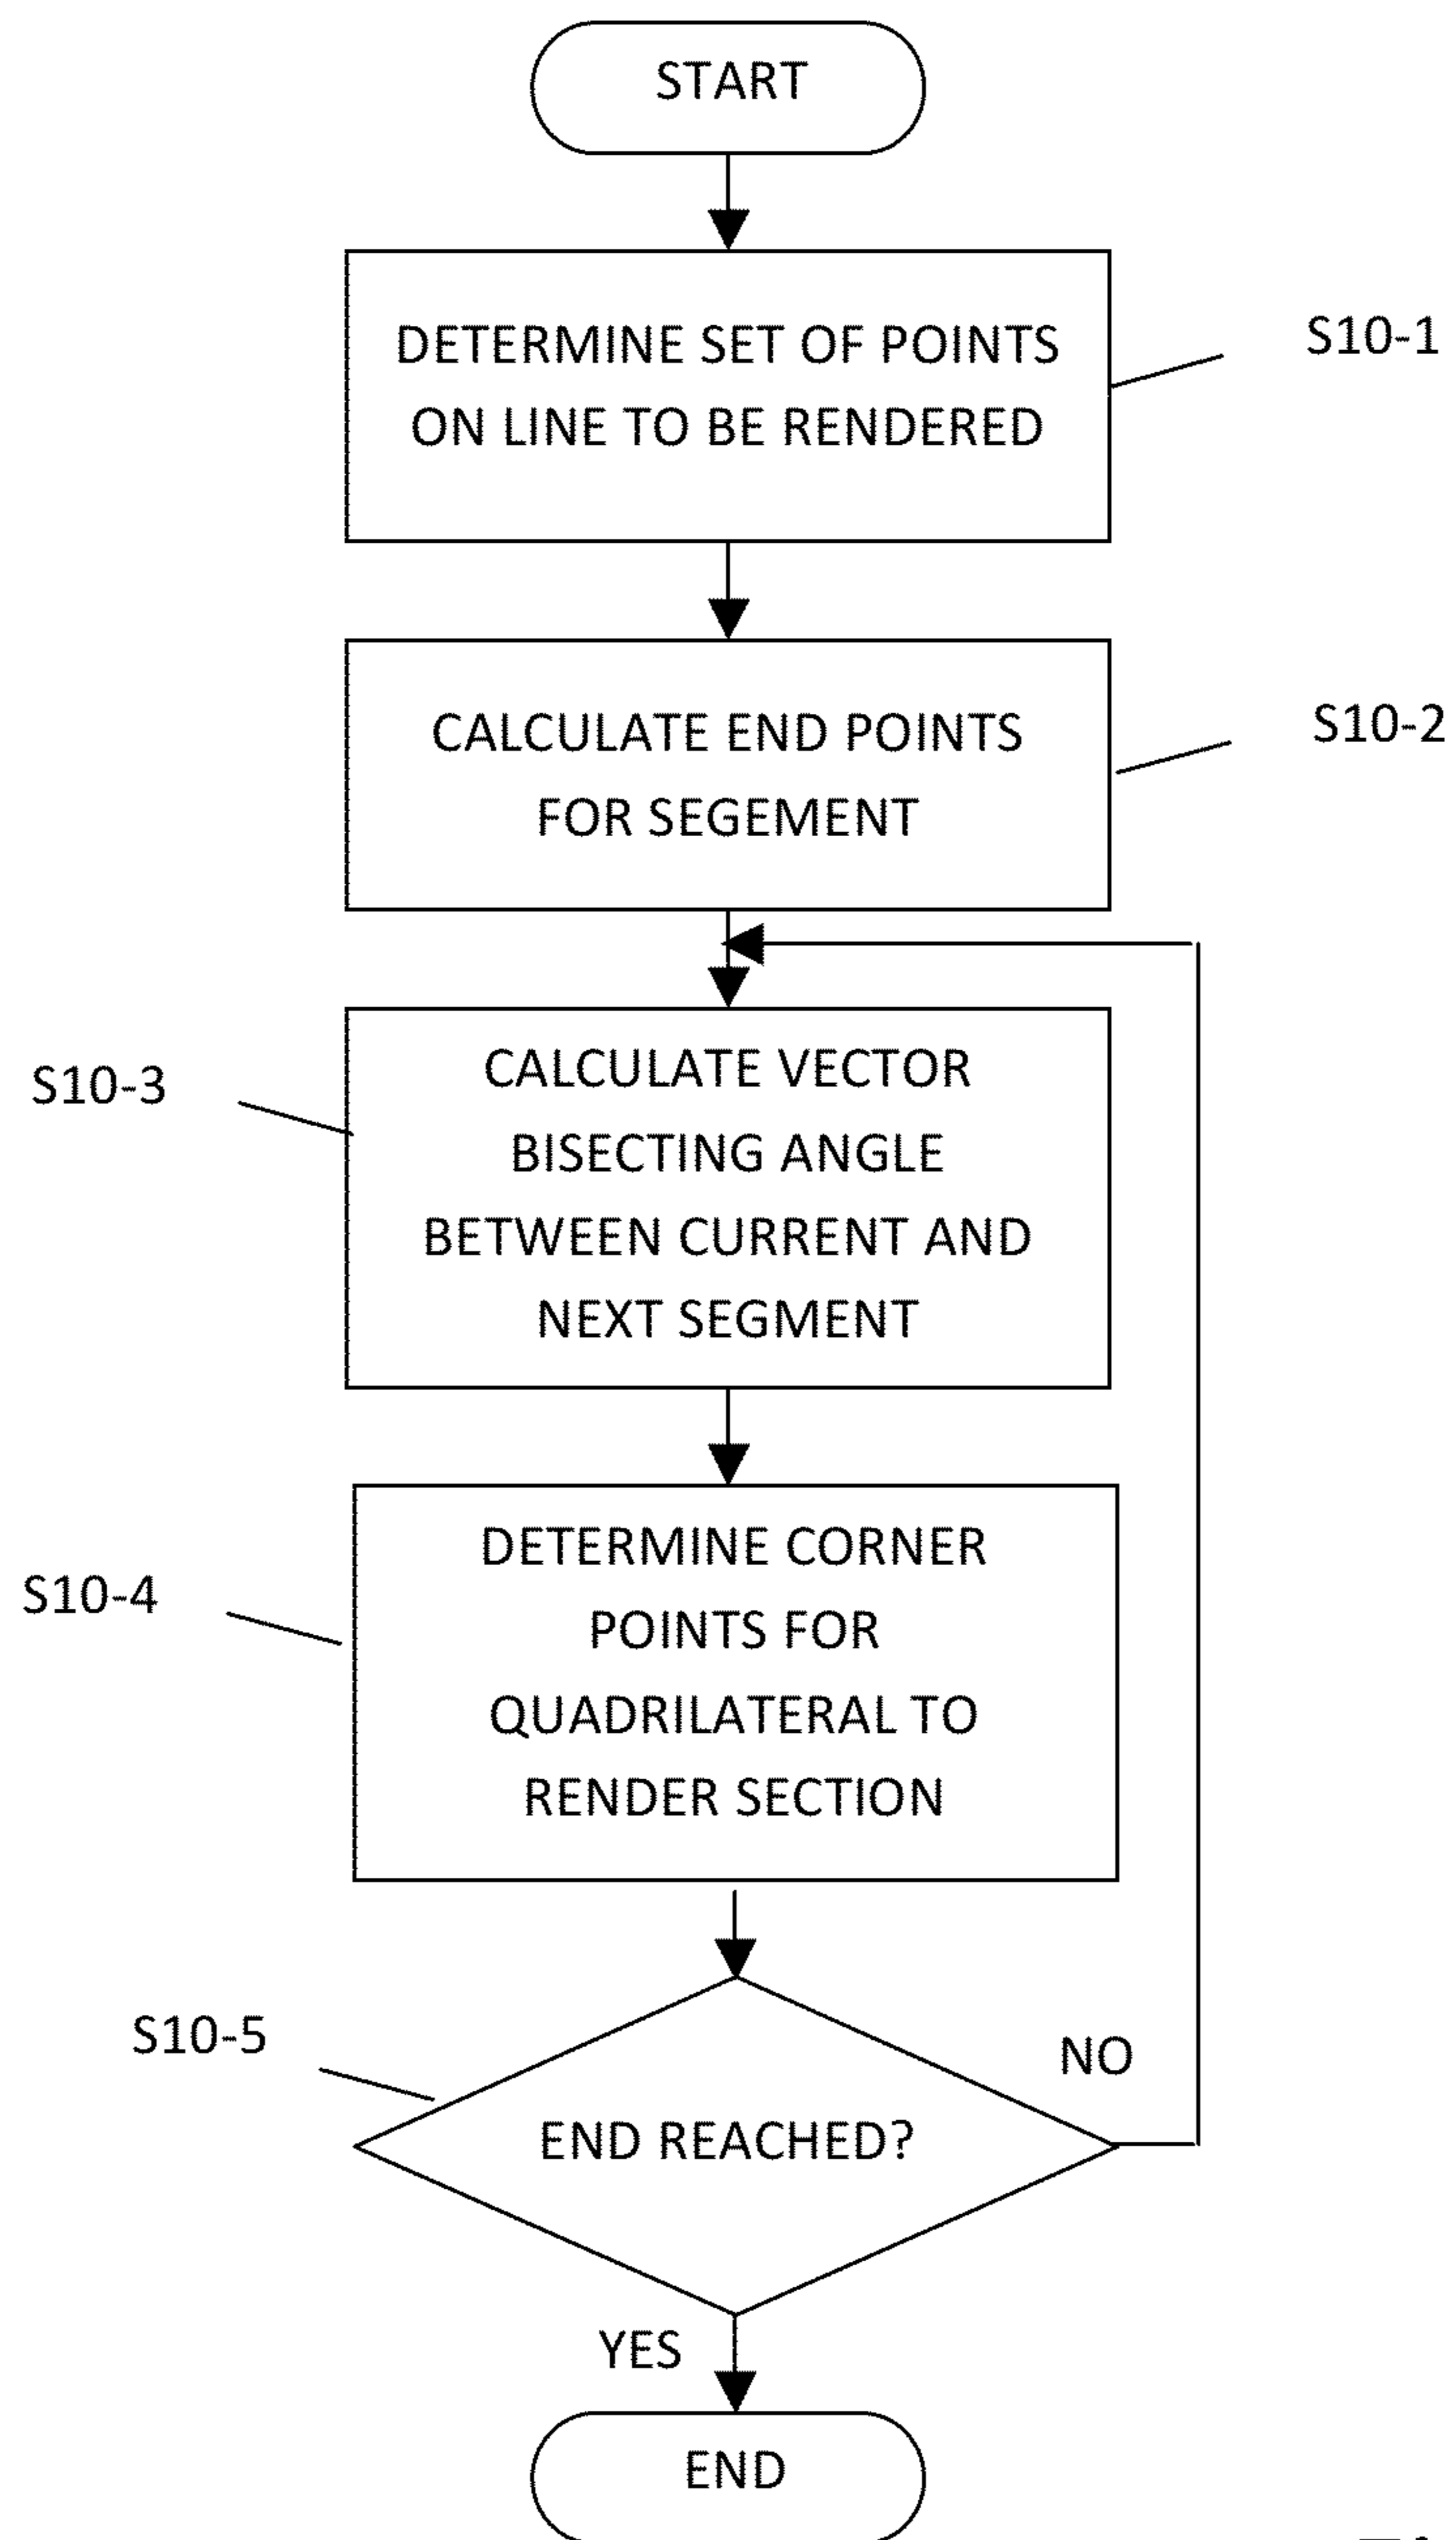 START
DETERMINE SET OF POINTS
ON LINE TO BE RENDERED
S10-1
CALCULATE END POINTS
FOR SEGEMENT
S10-2
S10-3
CALCULATE VECTOR
BISECTING ANGLE
BETWEEN CURRENT AND
NEXT SEGMENT
S10-4
DETERMINE CORNER
POINTS FOR
QUADRILATERAL TO
RENDER SECTION
S10-5
END REACHED?
NO
YES
END